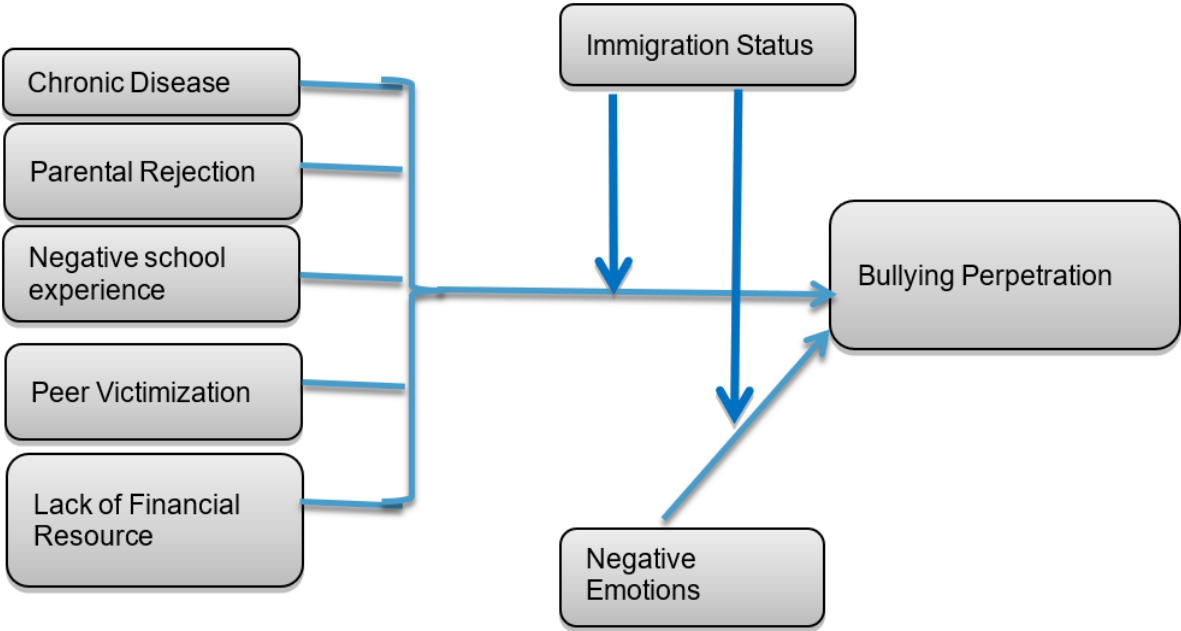 Immigration Status
Chronic Disease
Parental Rejection
Negative school
experience
Bullying Perpetration
Peer Victimization
Lack of Financial
Resource
Negative
Emotions